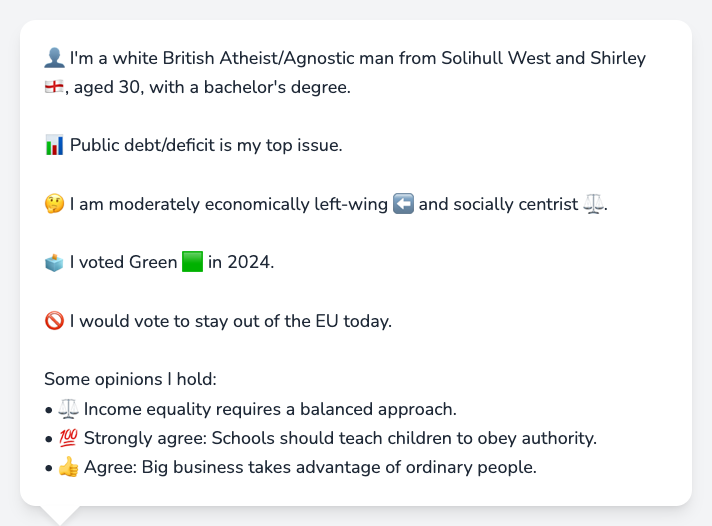 👤 I'm a white British Atheist/Agnostic man from Solihull West and Shirley
🏴󠁧󠁢󠁥󠁮󠁧󠁿, aged 30, with a bachelor's degree.
📊 Public debt/deficit is my top issue.
🤔 I am moderately economically left-wing ⬅️ and socially centrist ⚖️.
🗳️ I voted Green 🟩 in 2024.
🚫 I would vote to stay out of the EU today.
Some opinions I hold:
• ⚖️ Income equality requires a balanced approach.
• 💯 Strongly agree: Schools should teach children to obey authority.
• 👍 Agree: Big business takes advantage of ordinary people.